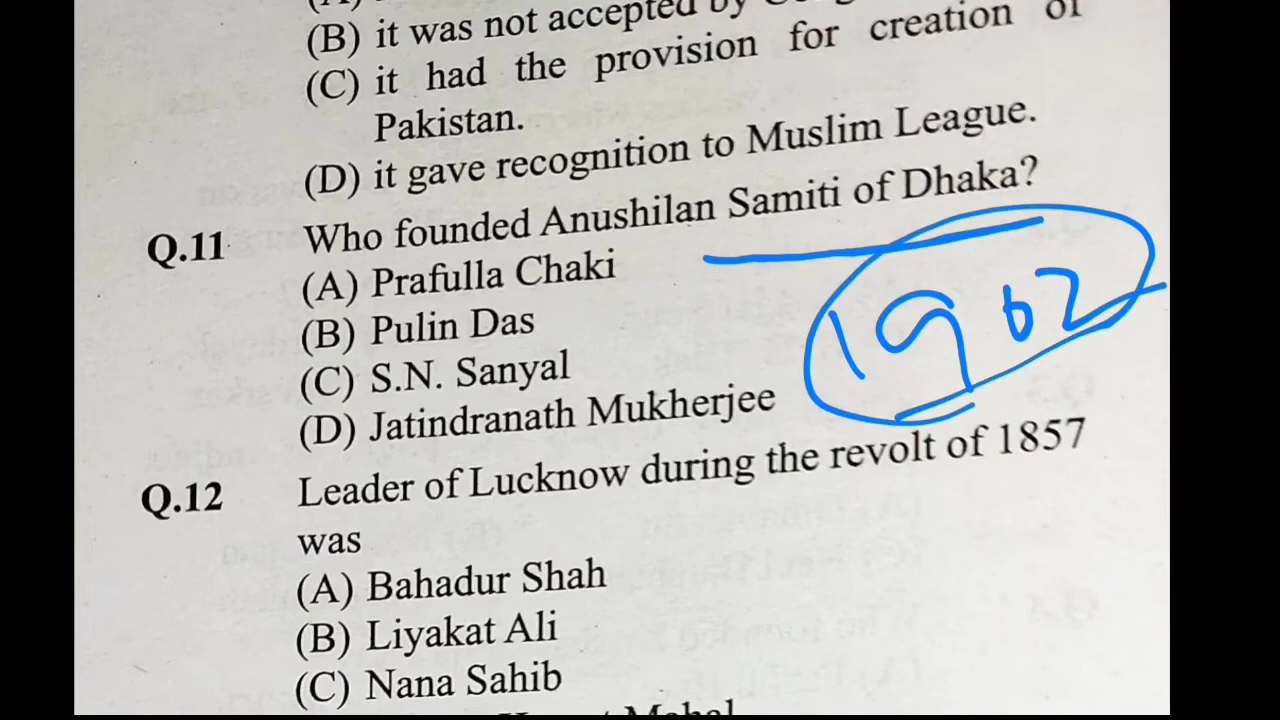 (B) it was not accepted by
(C) it had the provision for creation of
Pakistan.
(D) it gave recognition to Muslim League.
Q.11 Who founded Anushilan Samiti of Dhaka?
(A) Prafulla Chaki
(B) Pulin Das
(C) S.N. Sanyal
(D) Jatindranath Mukherjee
1902
Q.12 Leader of Lucknow during the revolt of 1857
was
(A) Bahadur Shah
(B) Liyakat Ali
(C) Nana Sahib
Mahal